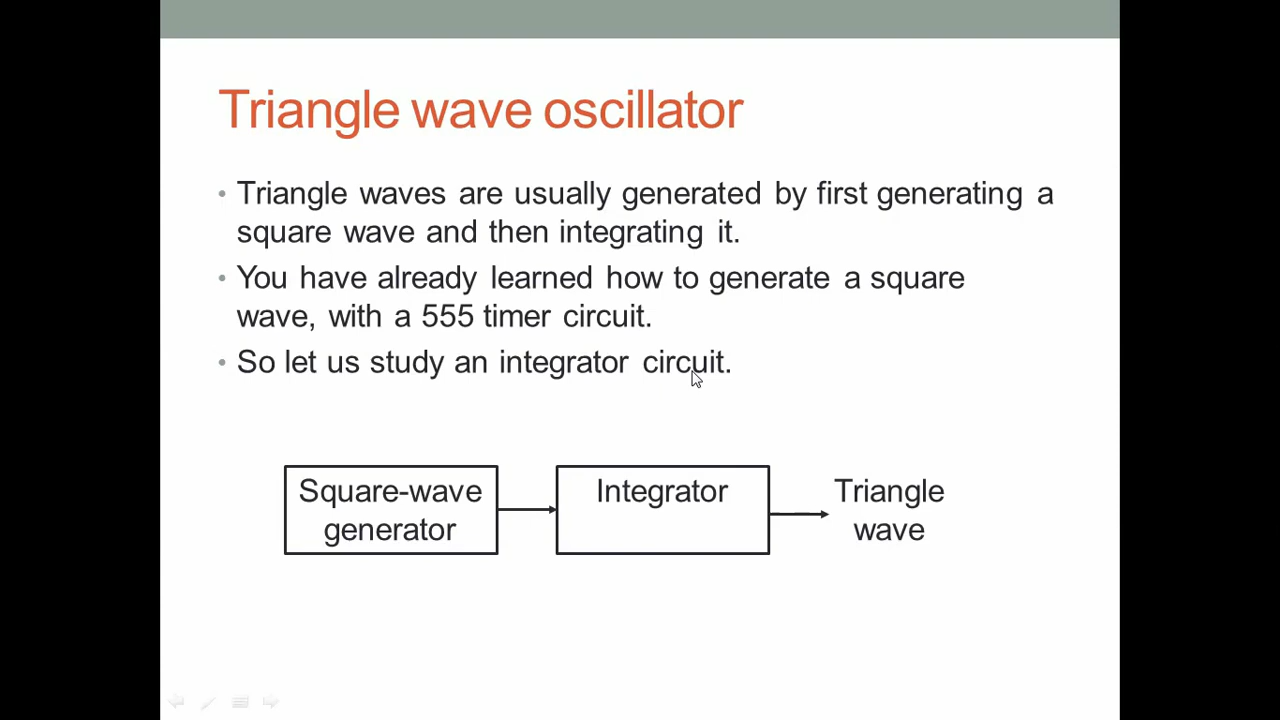 Triangle wave oscillator
• Triangle waves are usually generated by first generating a
square wave and then integrating it.
• You have already learned how to generate a square
wave, with a 555 timer circuit.
• So let us study an integrator circuit.
Square-wave
generator
Integrator
Triangle
wave